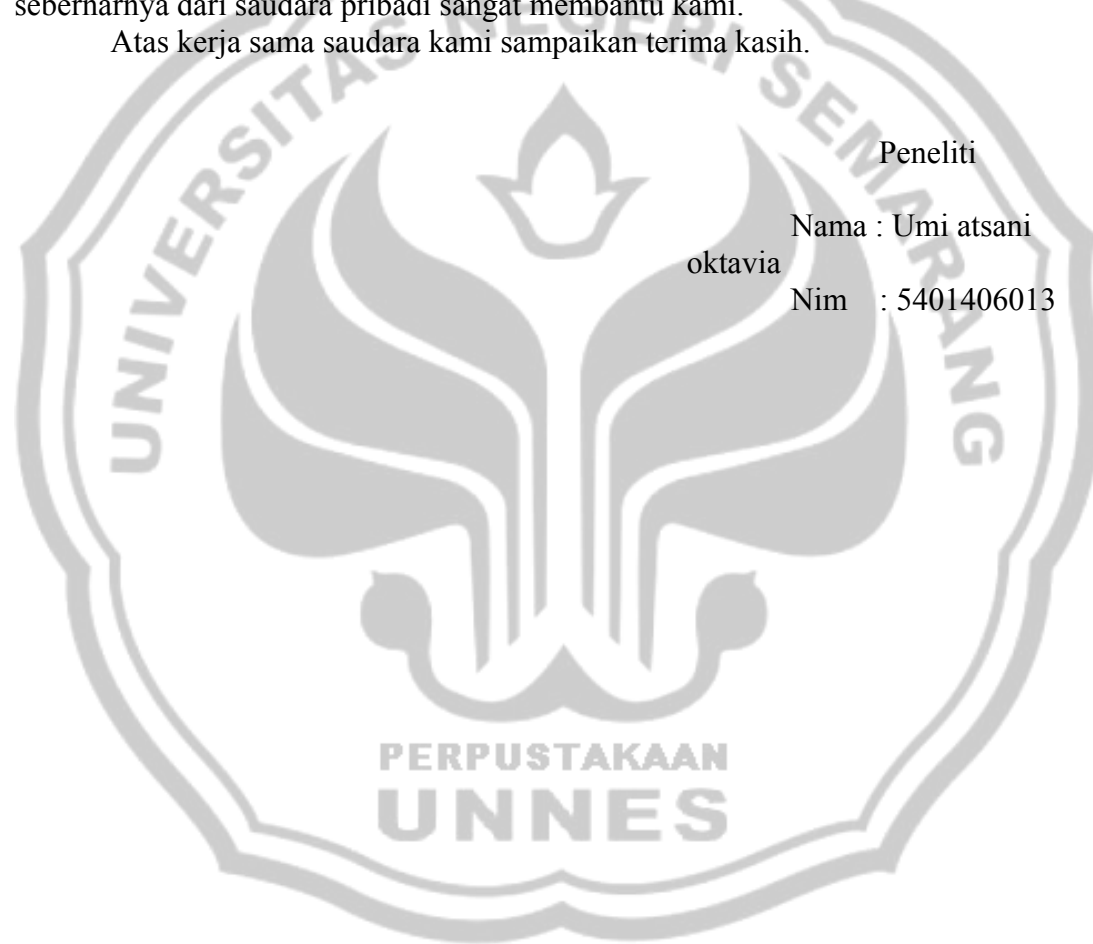 sebernarnya dari saudara pribadi sangat membantu kami.
Atas kerja sama saudara kami sampaikan terima kasih.
Peneliti
Nama : Umi atsani
oktavia
Nim : 5401406013
UNIVERSITAS NEGERI SEMARANG
PERPUSTAKAAN
UNNES